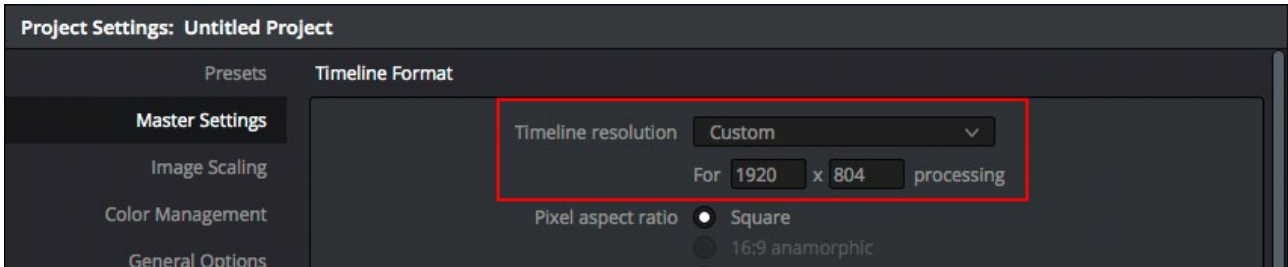 Project Settings: Untitled Project
Presets
Timeline Format
Master Settings
Timeline resolution Custom
Image Scaling
For 1920 x 804 processing
Color Management
Pixel aspect ratio Square
16:9 anamorphic
General Options